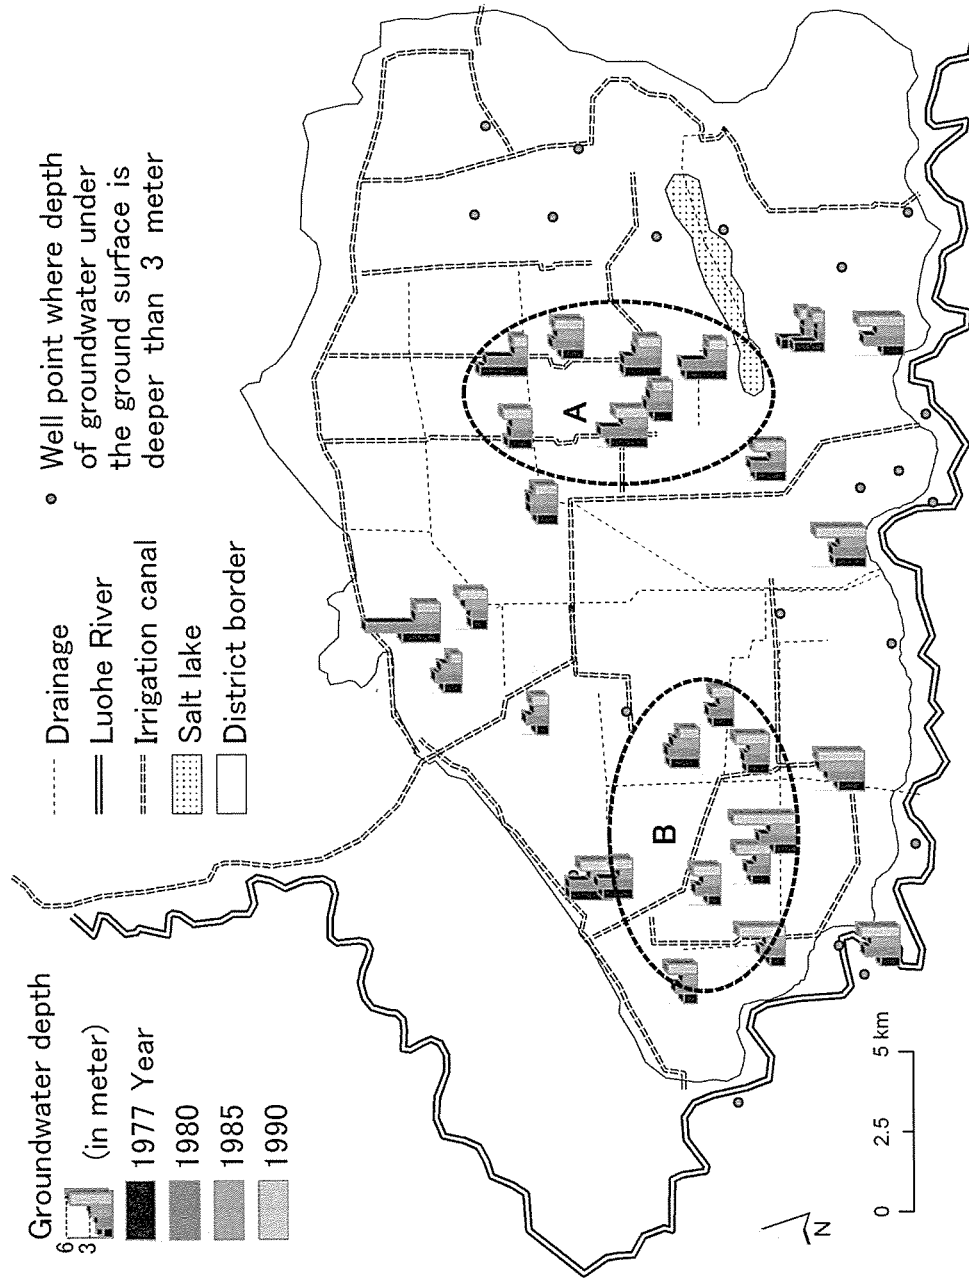 Groundwater depth
6
3
(in meter)
1977 Year
1980
1985
1990
Drainage
Luohe River
Irrigation canal
Salt lake
District border
Well point where depth
of groundwater under
the ground surface is
deeper than 3 meter
A
B
P
N
0
2.5
5 km